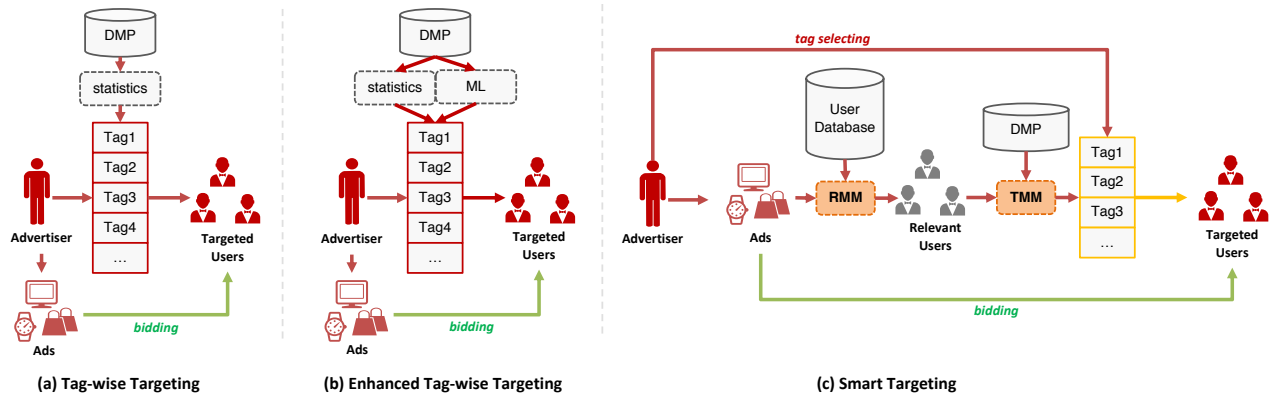 DMP
statistics
Tag1
Tag2
Tag3
Tag4
...
Advertiser
Targeted
Users
bidding
Ads
(a) Tag-wise Targeting
DMP
statistics
ML
Tag1
Tag2
Tag3
Tag4
...
Advertiser
Targeted
Users
bidding
Ads
(b) Enhanced Tag-wise Targeting
tag selecting
User
Database
DMP
Tag1
Tag2
Tag3
...
RMM
TMM
Advertiser
Ads
Relevant
Users
Targeted
Users
bidding
(c) Smart Targeting